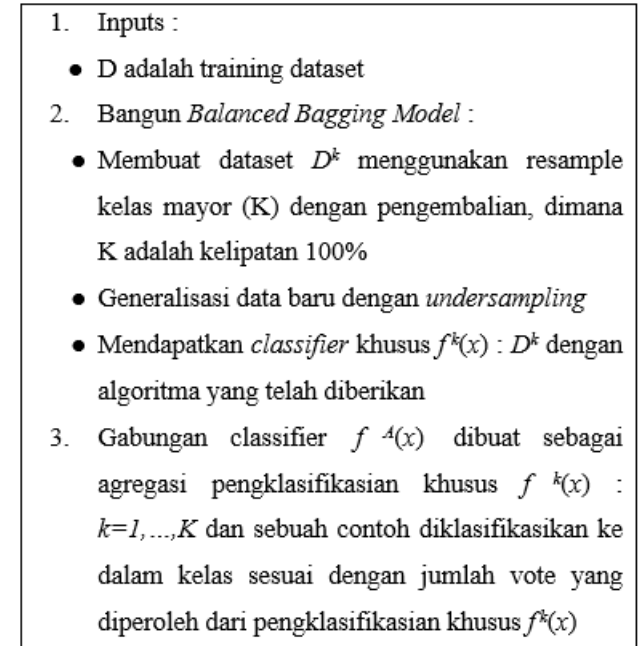 1. Inputs :
● D adalah training dataset
2. Bangun Balanced Bagging Model :
● Membuat dataset Dᵏ menggunakan resample
kelas mayor (K) dengan pengembalian, dimana
K adalah kelipatan 100%
● Generalisasi data baru dengan undersampling
● Mendapatkan classifier khusus fᵏ(x) : Dᵏ dengan
algoritma yang telah diberikan
3. Gabungan classifier f ᴬ(x) dibuat sebagai
agregasi pengklasifikasian khusus f ᵏ(x) :
k=1,...,K dan sebuah contoh diklasifikasikan ke
dalam kelas sesuai dengan jumlah vote yang
diperoleh dari pengklasifikasian khusus fᵏ(x)